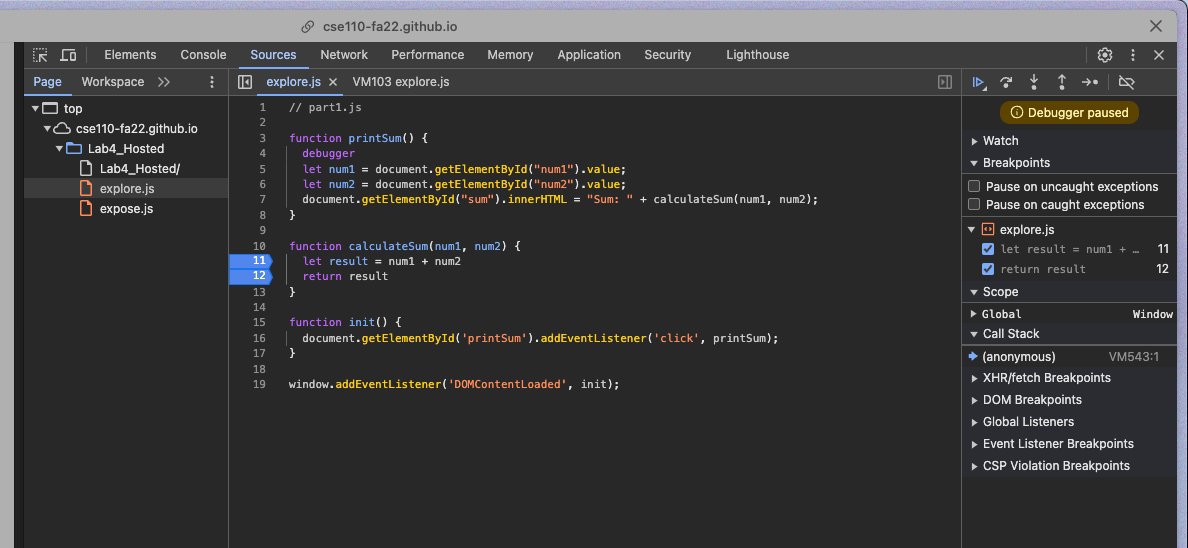 cse110-fa22.github.io
Elements Console Sources Network Performance Memory Application Security Lighthouse
Page Workspace
explore.js VM103 explore.js
top
cse110-fa22.github.io
Lab4_Hosted
Lab4_Hosted/
explore.js
expose.js
1 // part1.js
2
3 function printSum() {
4 debugger
5 let num1 = document.getElementById("num1").value;
6 let num2 = document.getElementById("num2").value;
7 document.getElementById("sum").innerHTML = "Sum: " + calculateSum(num1, num2);
8 }
9
10 function calculateSum(num1, num2) {
11 let result = num1 + num2
12 return result
13 }
14
15 function init() {
16 document.getElementById('printSum').addEventListener('click', printSum);
17 }
18
19 window.addEventListener('DOMContentLoaded', init);
Debugger paused
Watch
Breakpoints
Pause on uncaught exceptions
Pause on caught exceptions
explore.js
let result = num1 + … 11
return result 12
Scope
Global Window
Call Stack
(anonymous) VM543:1
XHR/fetch Breakpoints
DOM Breakpoints
Global Listeners
Event Listener Breakpoints
CSP Violation Breakpoints